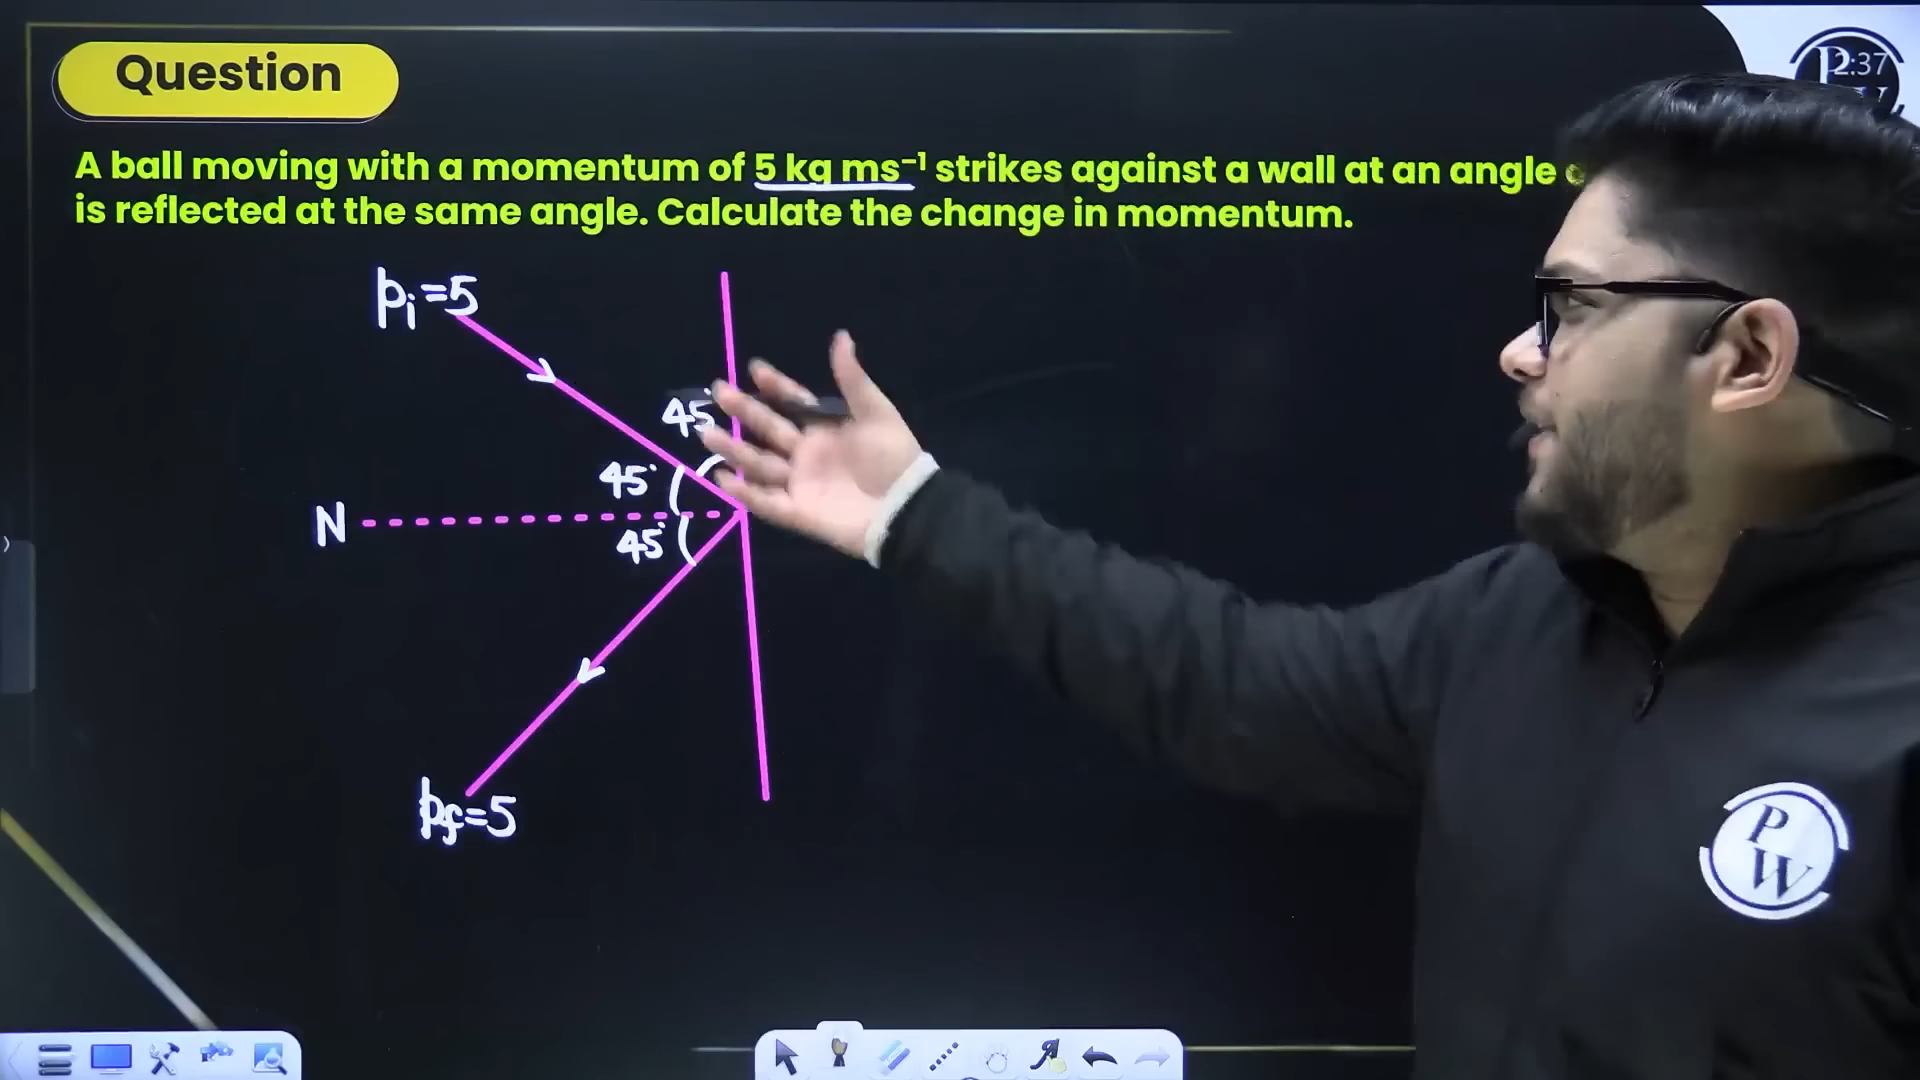 Question
2:37
A ball moving with a momentum of 5 kg ms⁻¹ strikes against a wall at an angle
is reflected at the same angle. Calculate the change in momentum.
pi=5
45°
45°
N
45°
pf=5
P
W